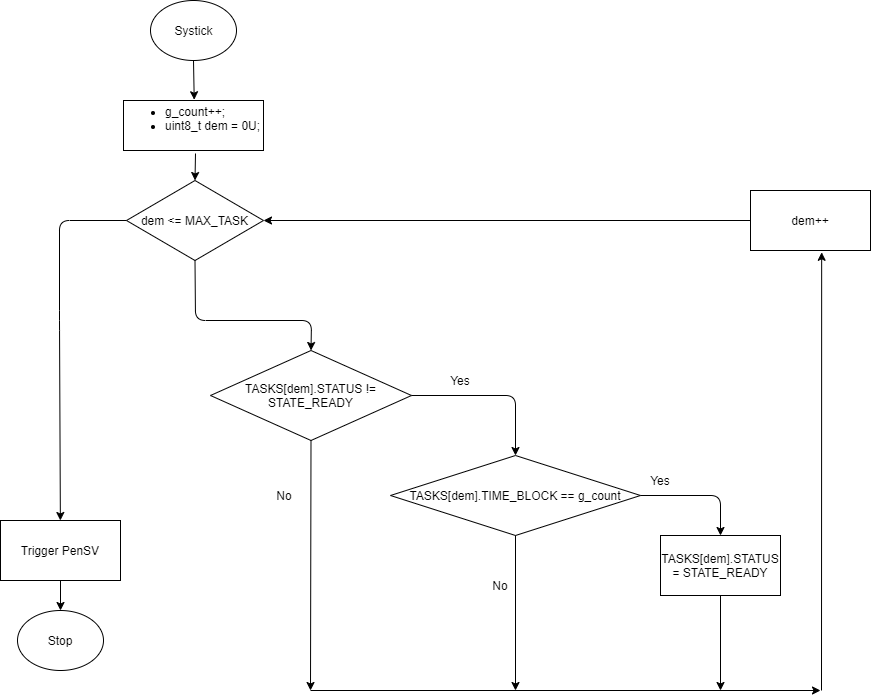 Systick
g_count++;
uint8_t dem = 0U;
dem <= MAX_TASK
dem++
TASKS[dem].STATUS !=
STATE_READY
Yes
No
TASKS[dem].TIME_BLOCK == g_count
Yes
No
TASKS[dem].STATUS
= STATE_READY
Trigger PenSV
Stop